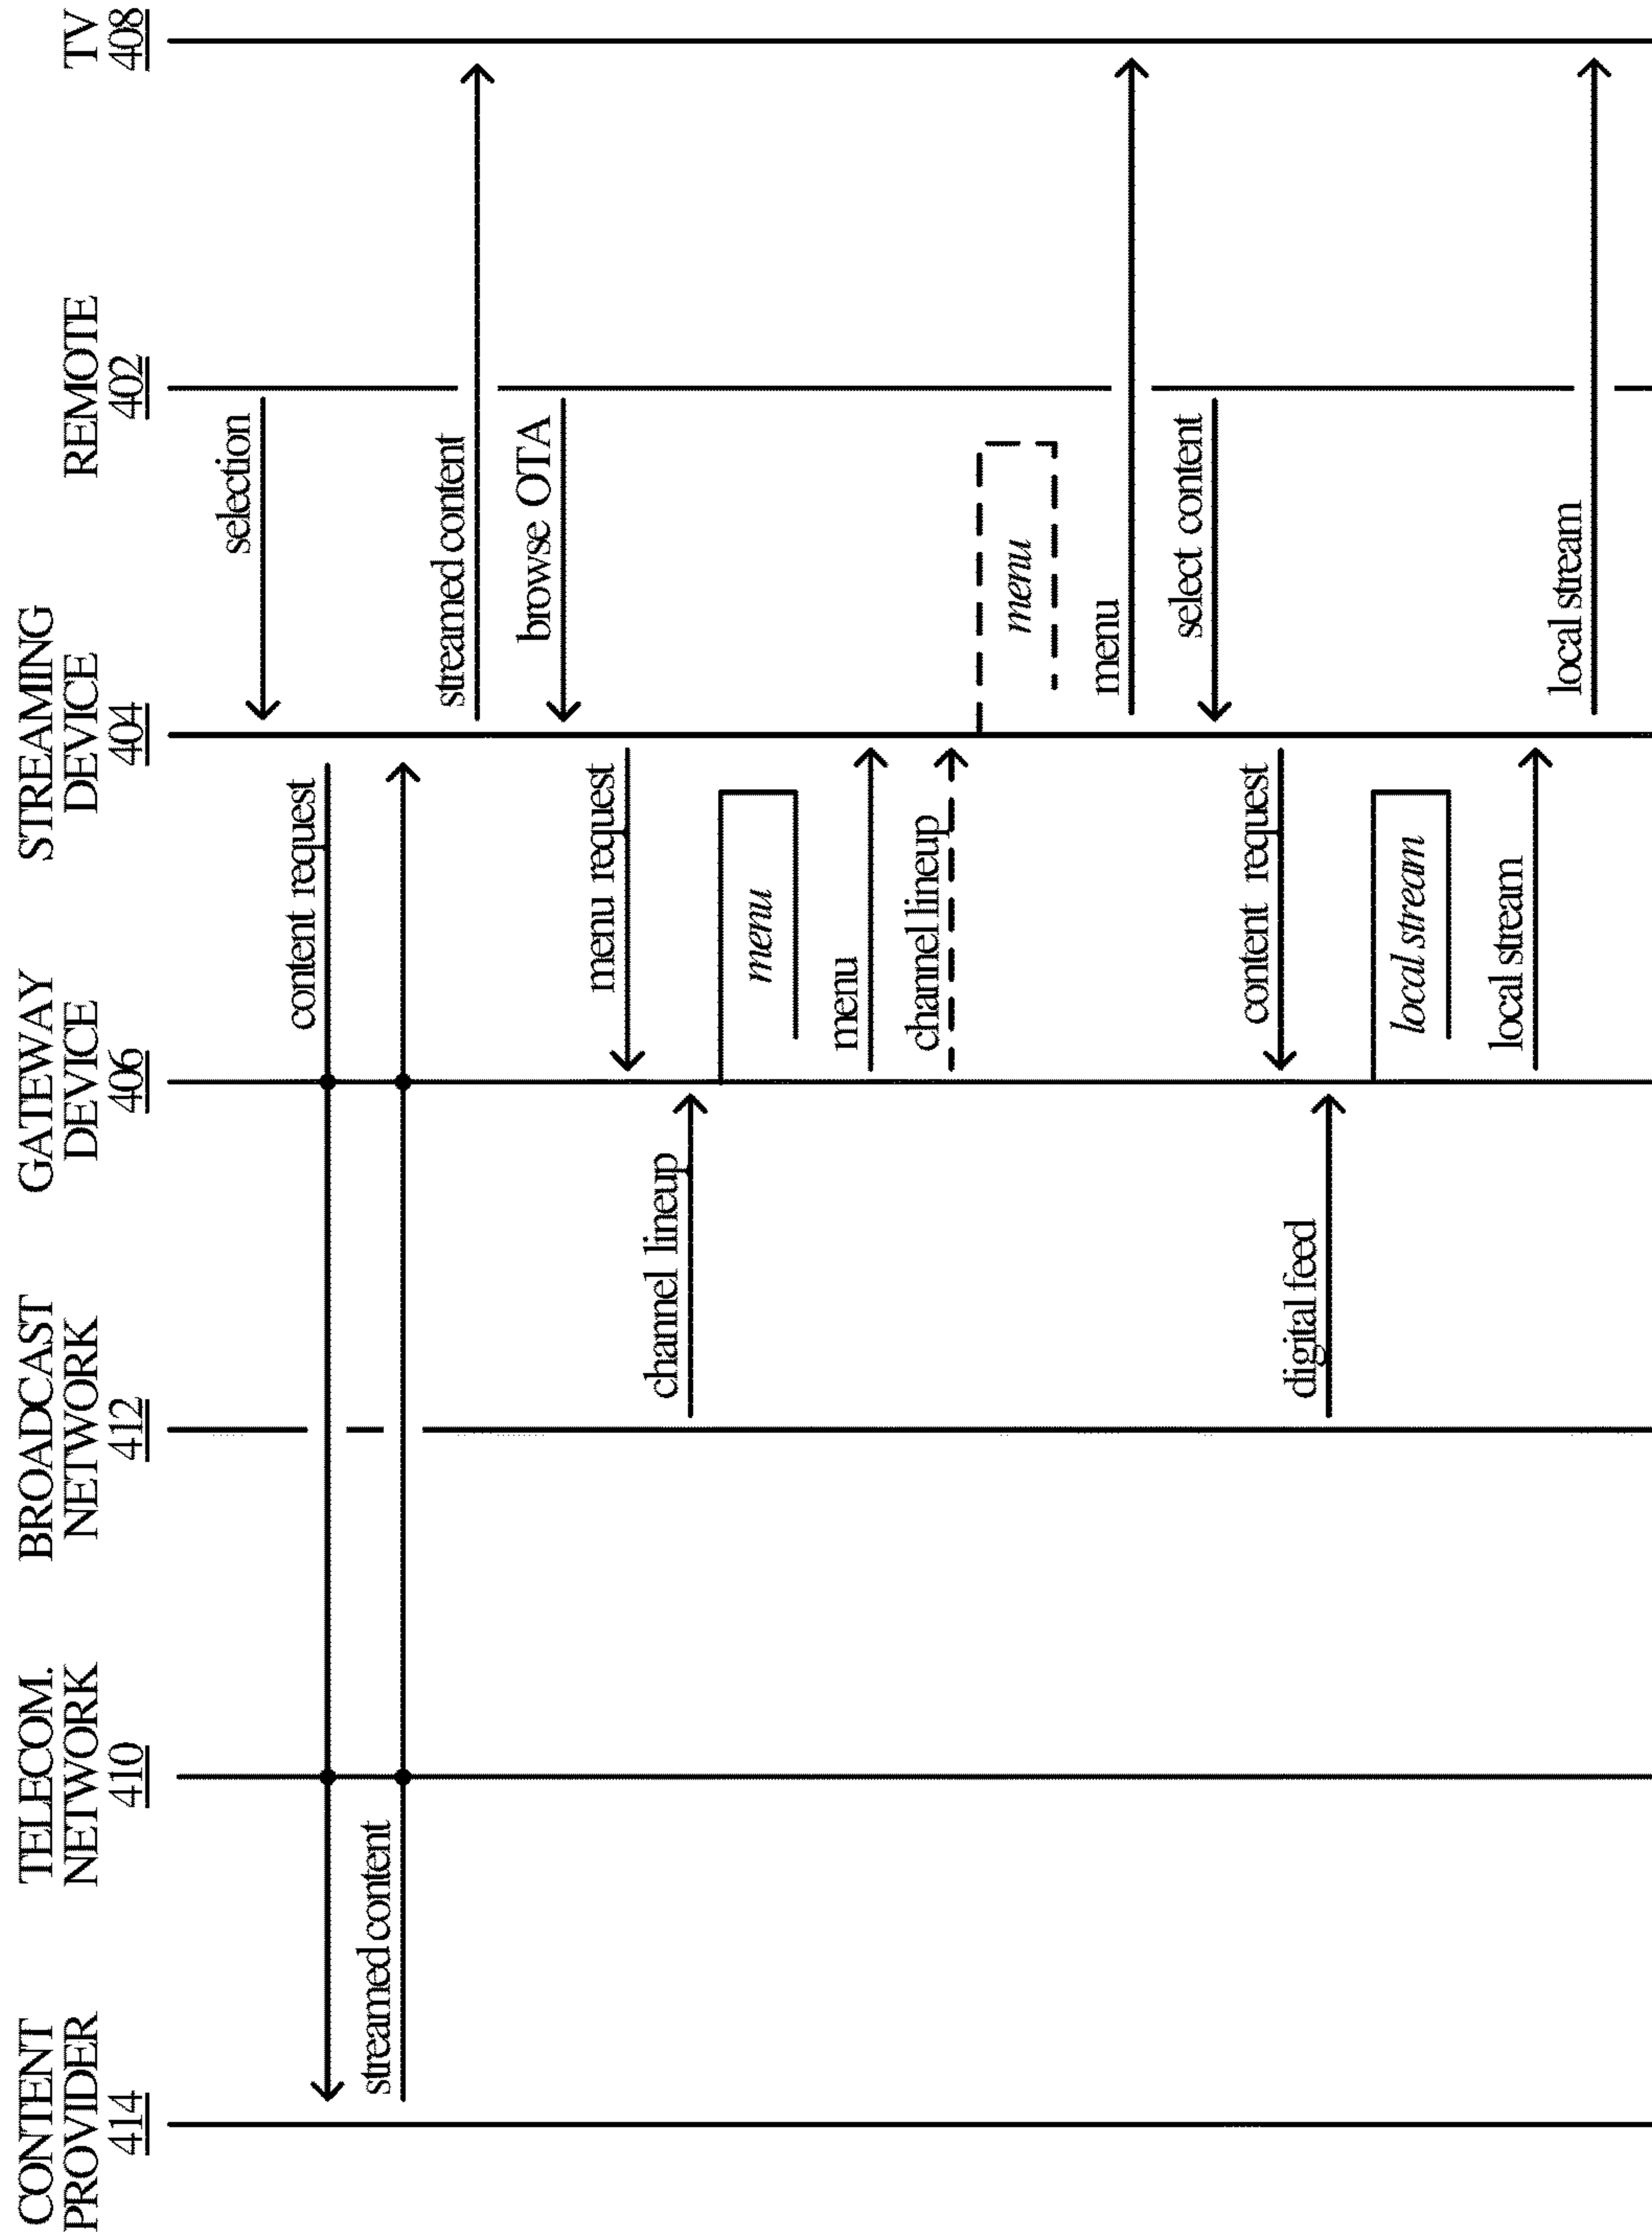 CONTENT
PROVIDER
414
TELECOM.
NETWORK
410
BROADCAST
NETWORK
412
GATEWAY
DEVICE
406
STREAMING
DEVICE
404
REMOTE
402
TV
408
selection
content request
streamed content
streamed content
browse OTA
menu request
channel lineup
menu
menu
channel lineup
menu
menu
select content
content request
digital feed
local stream
local stream
local stream